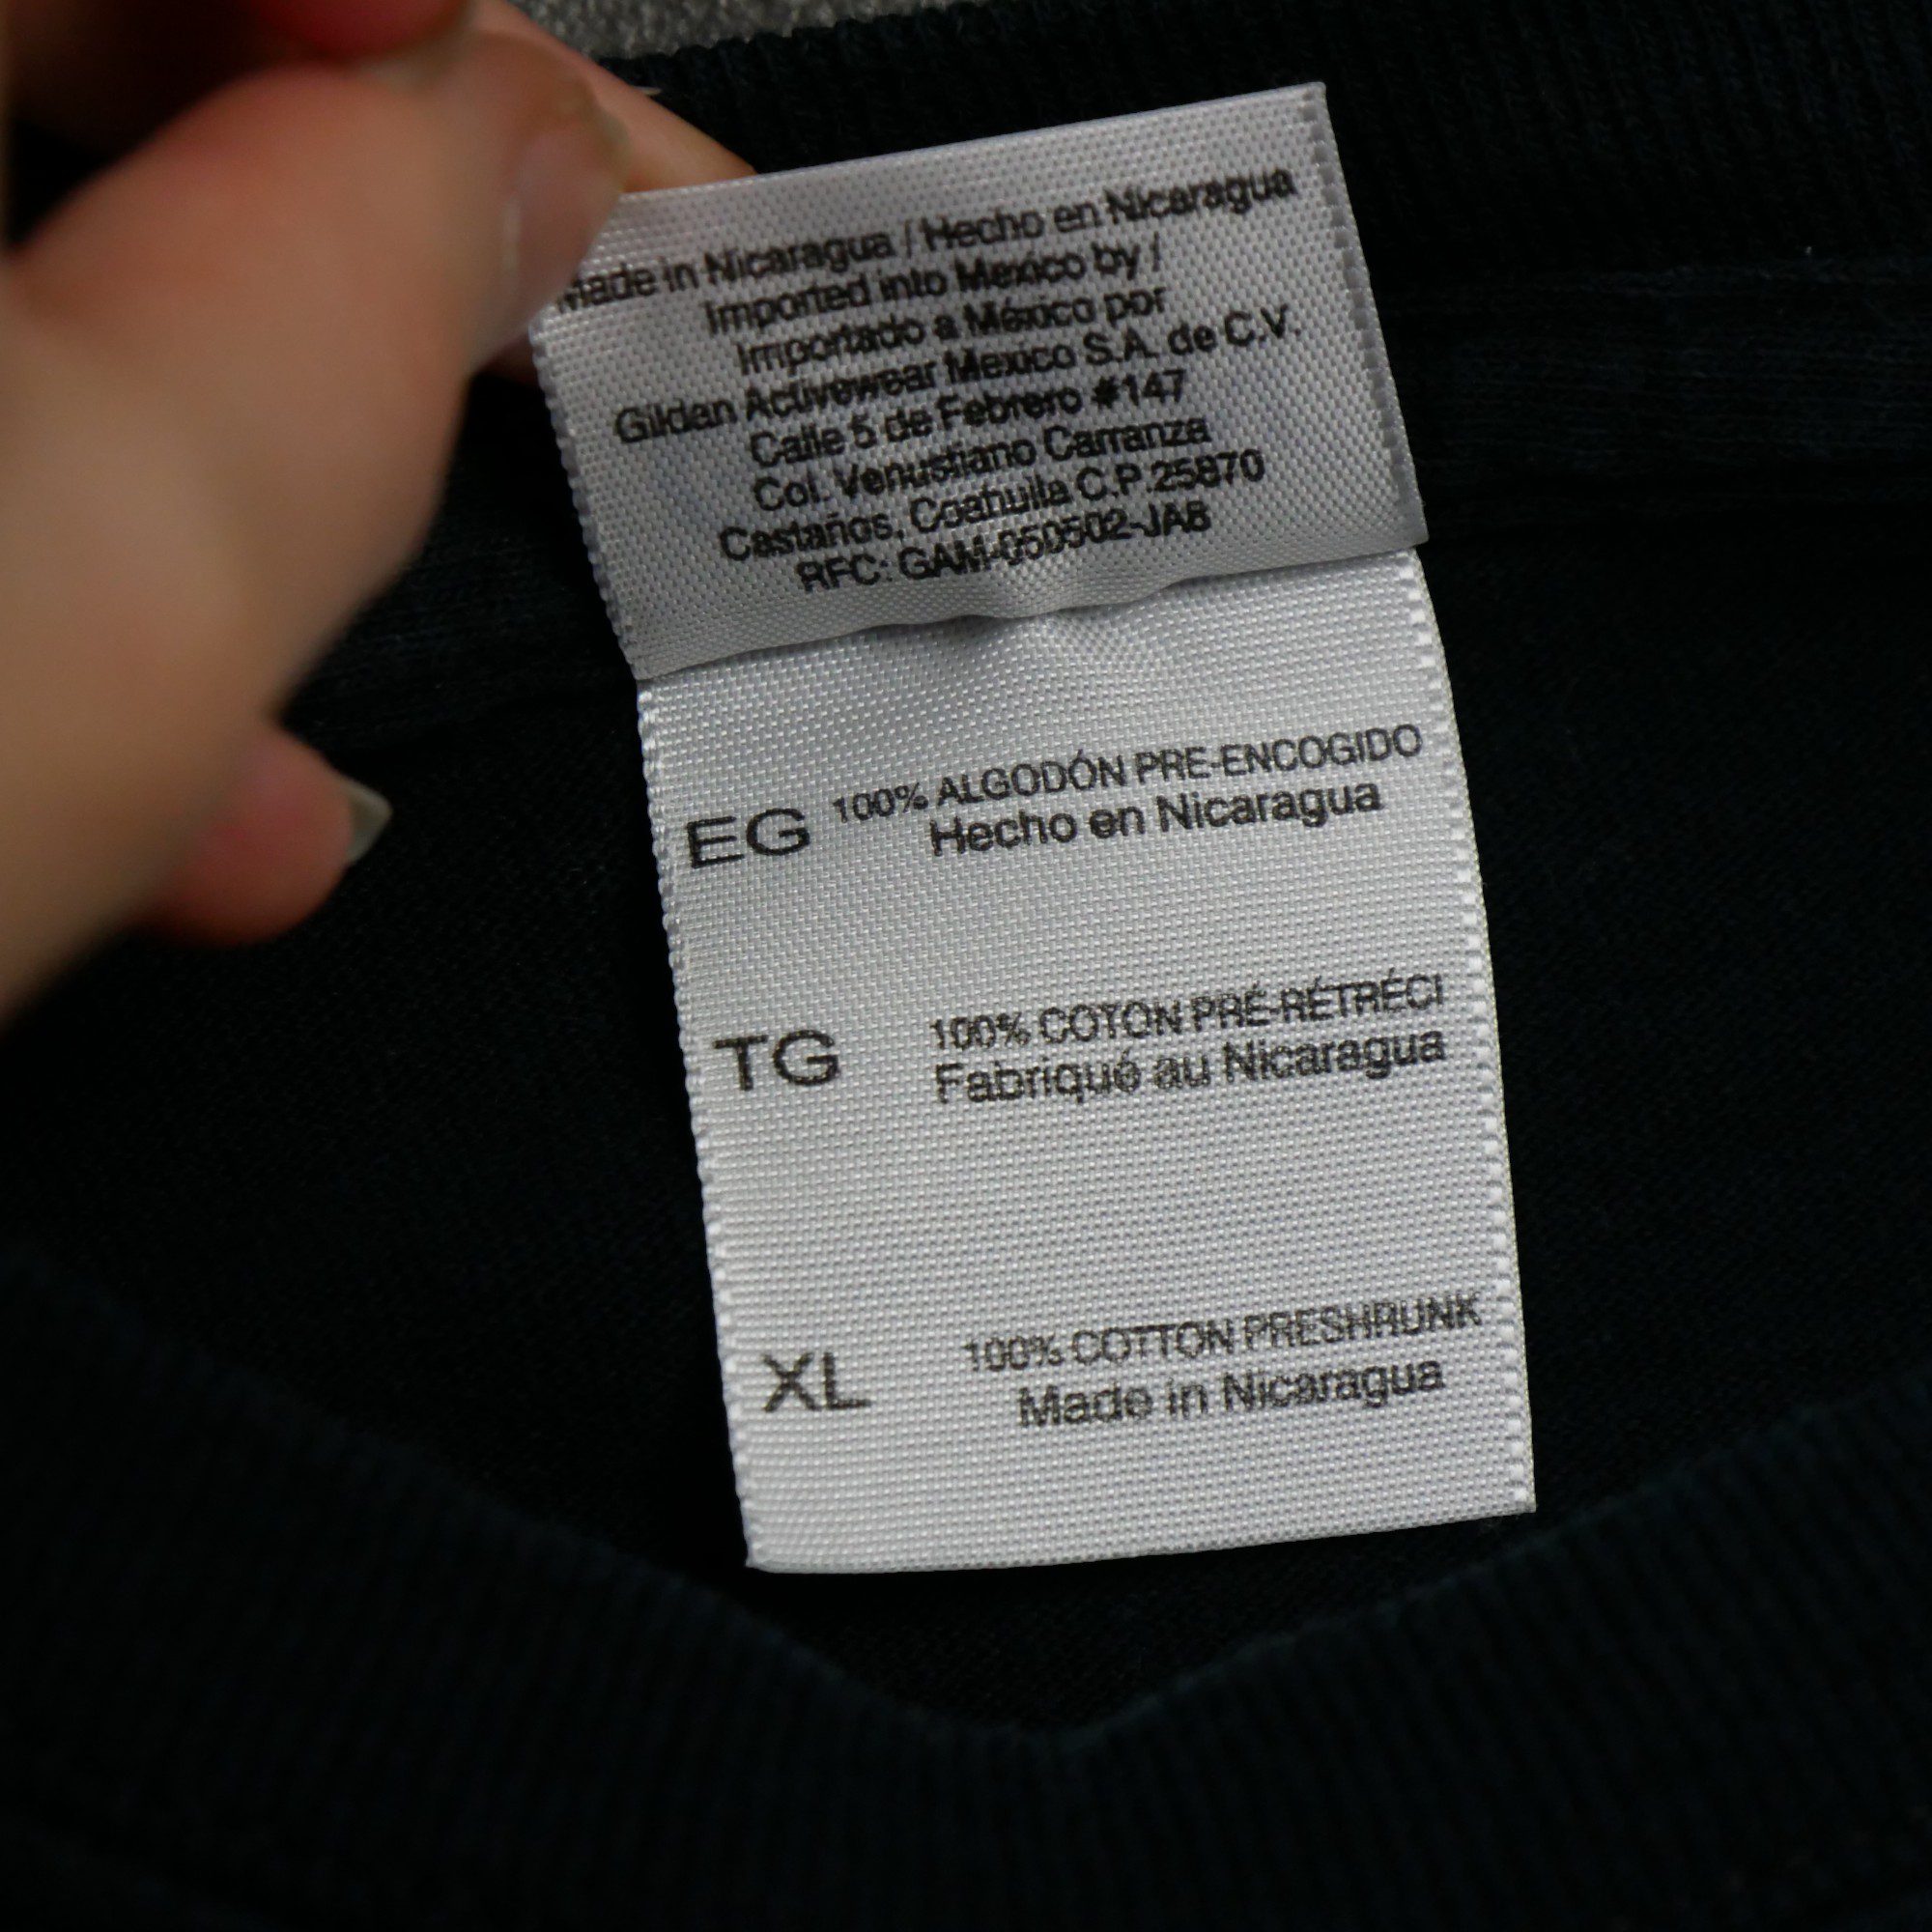 Made in Nicaragua / Hecho en Nicaragua
Imported into Mexico by /
Importado a México por
Gildan Activewear Mexico S.A. de C.V.
Calle 5 de Febrero #147
Col. Venustiano Carranza
Castaños, Coahuila C.P. 25870
RFC: GAM-050502-JA8
EG 100% ALGODÓN PRE-ENCOGIDO
Hecho en Nicaragua
TG 100% COTON PRÉ-RÉTRÉCI
Fabriqué au Nicaragua
XL 100% COTTON PRESHRUNK
Made in Nicaragua